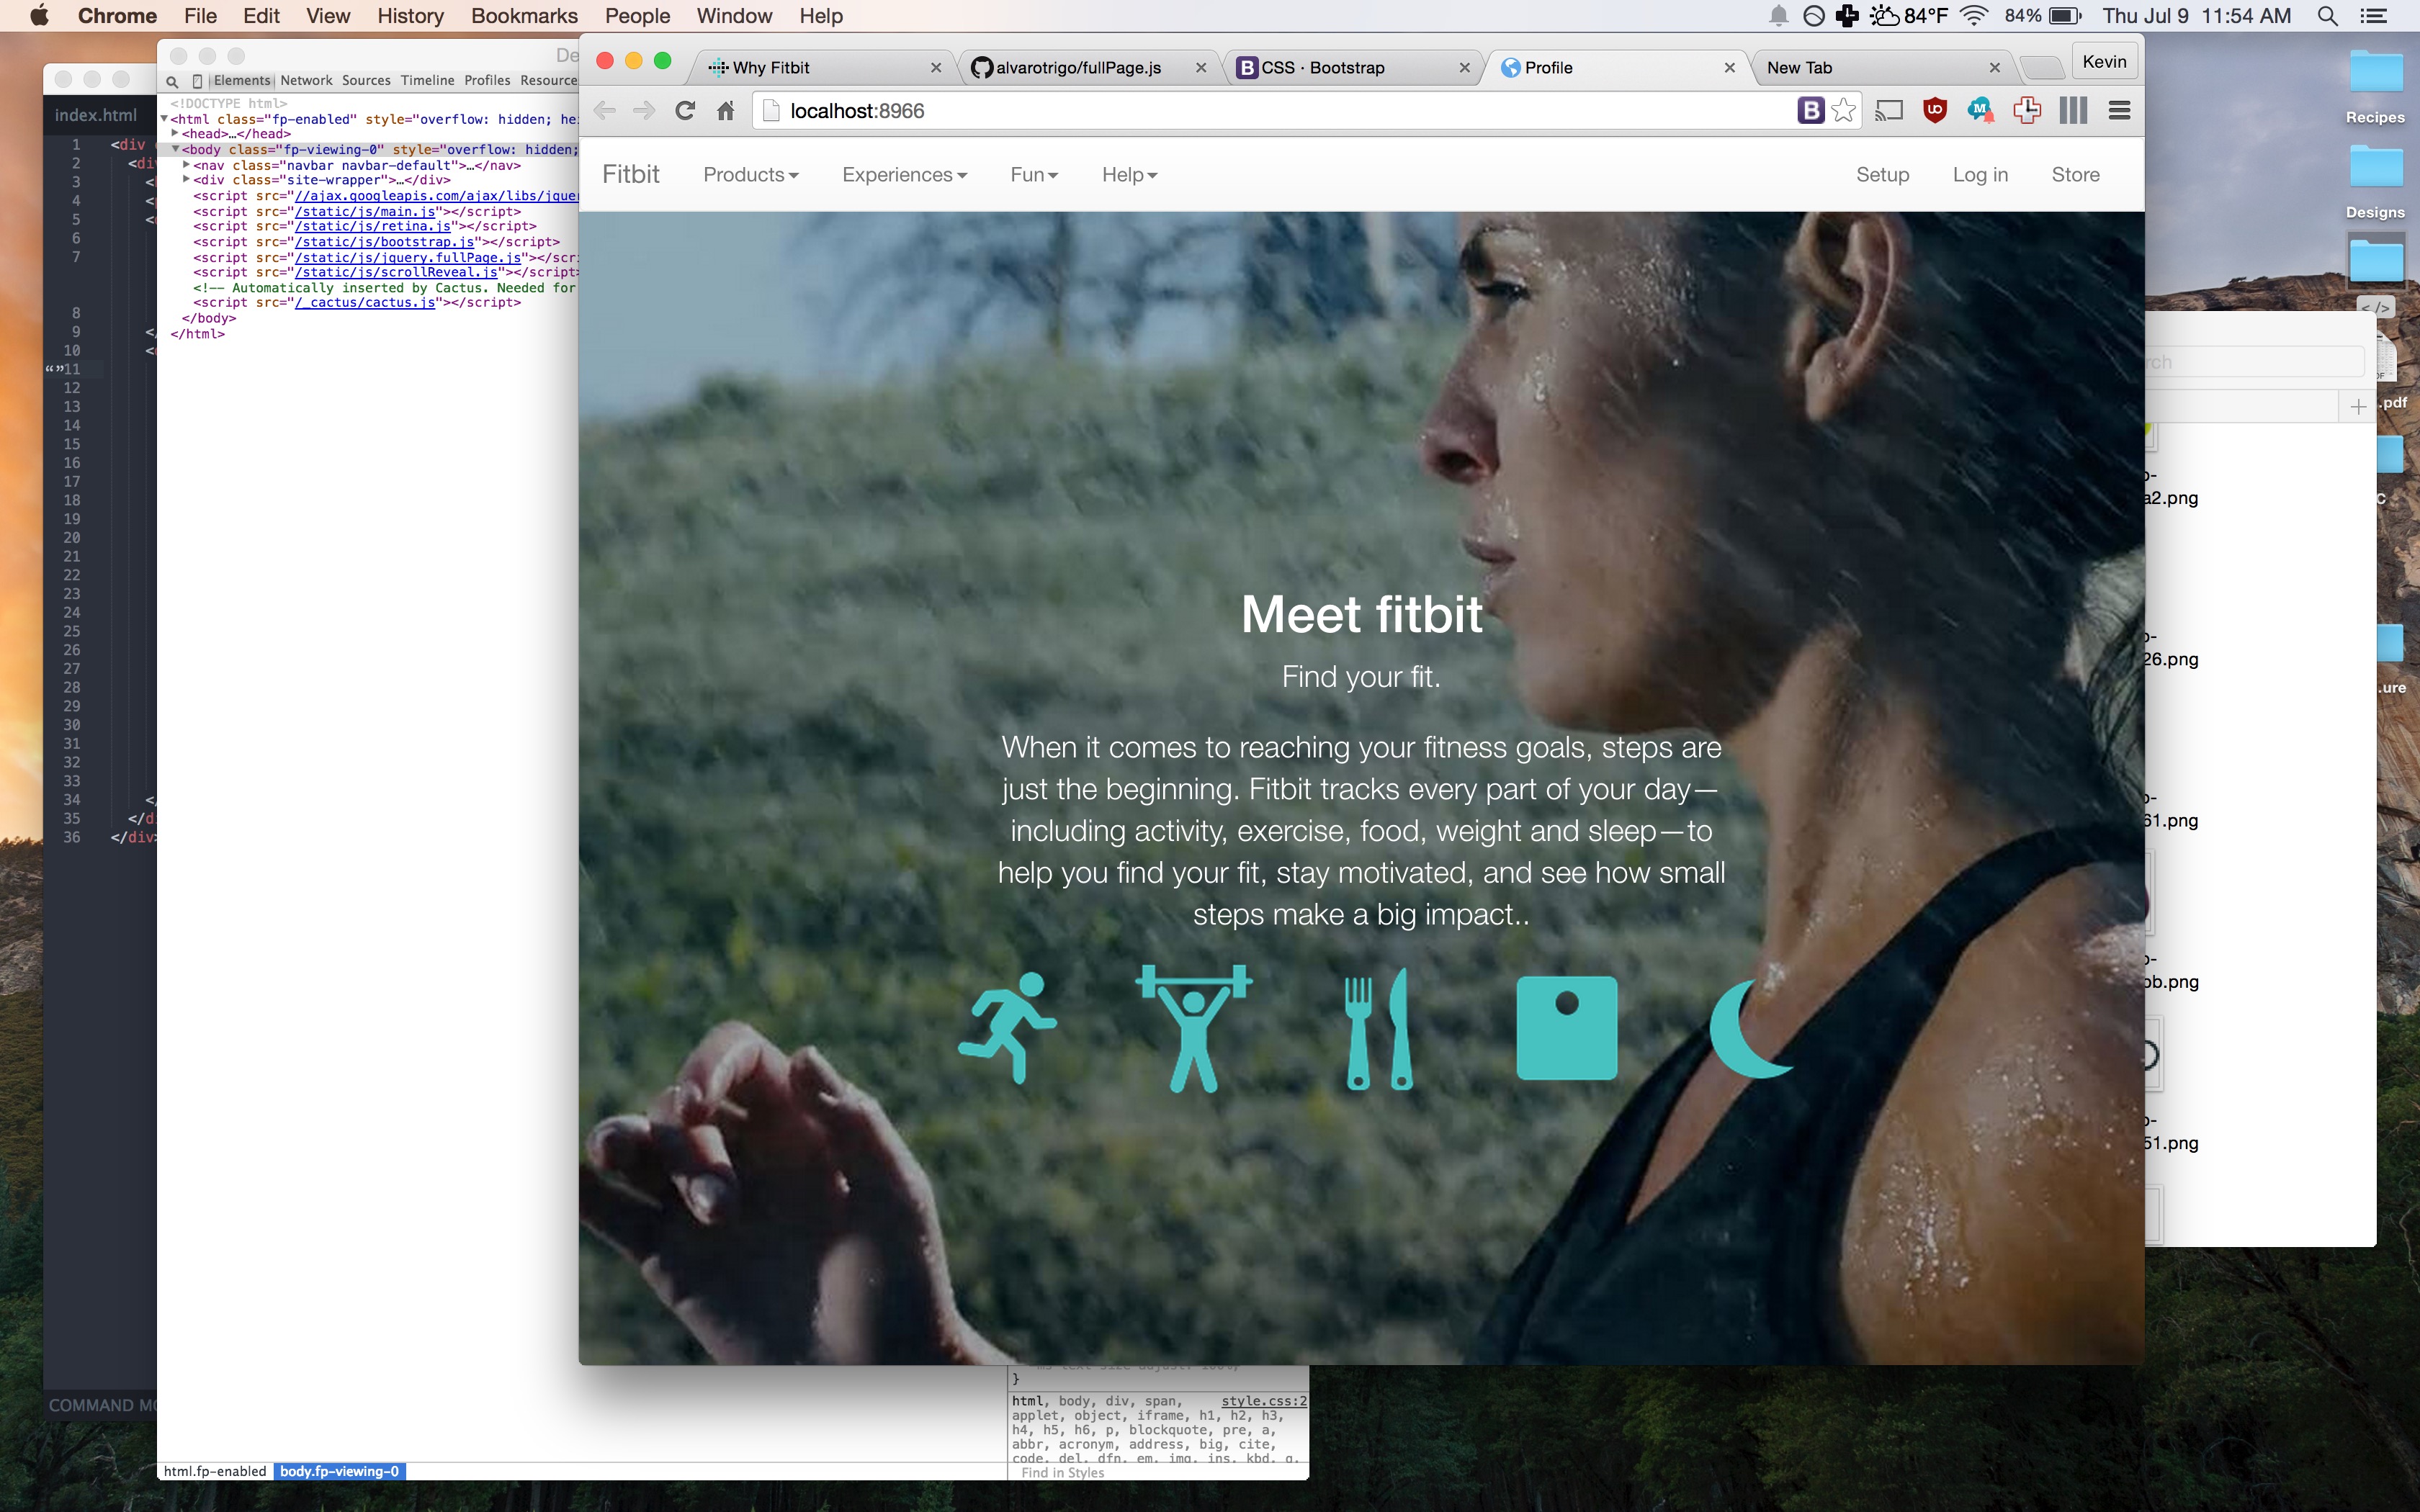 Chrome File Edit View History Bookmarks People Window Help
84°F 84% Thu Jul 9 11:54 AM
Elements Network Sources Timeline Profiles Resource
<!DOCTYPE html>
<html class="fp-enabled" style="overflow: hidden;
<head>…</head>
<body class="fp-viewing-0" style="overflow: hidden;
<nav class="navbar navbar-default">…</nav>
<div class="site-wrapper">…</div>
<script src="//ajax.googleapis.com/ajax/libs/jque
<script src="/static/js/main.js"></script>
<script src="/static/js/retina.js"></script>
<script src="/static/js/bootstrap.js"></script>
<script src="/static/js/jquery.fullPage.js"></scri
<script src="/static/js/scrollReveal.js"></script>
<!-- Automatically inserted by Cactus. Needed for
<script src="/_cactus/cactus.js"></script>
</body>
</html>
index.html
1 <div
2 <di
3 <
4 <
5 <
6
7
8
9 </
10 <
11
12
13
14
15
16
17
18
19
20
21
22
23
24
25
26
27
28
29
30
31
32
33
34 </
35 </d
36 </div>
COMMAND MO
html.fp-enabled body.fp-viewing-0
Why Fitbit
alvarotrigo/fullPage.js
B CSS · Bootstrap
Profile
New Tab
Kevin
localhost:8966
B
Fitbit Products Experiences Fun Help Setup Log in Store
Meet fitbit
Find your fit.
When it comes to reaching your fitness goals, steps are
just the beginning. Fitbit tracks every part of your day—
including activity, exercise, food, weight and sleep—to
help you find your fit, stay motivated, and see how small
steps make a big impact..
}
html, body, div, span, style.css:2
applet, object, iframe, h1, h2, h3,
h4, h5, h6, p, blockquote, pre, a,
abbr, acronym, address, big, cite,
code, del, dfn, em, img, ins, kbd, q,
Find in Styles
Recipes
Designs
</>
rch
.pdf
a2.png
26.png
61.png
.ure
bb.png
51.png